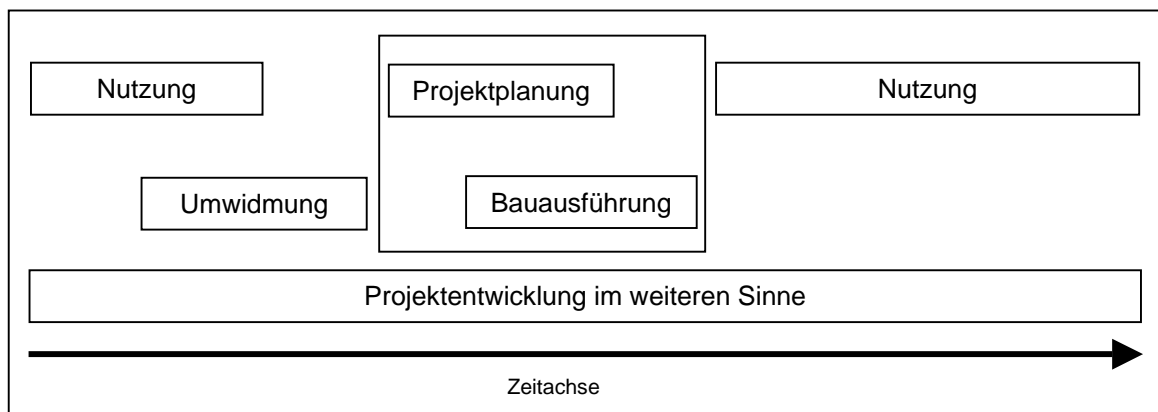 Nutzung
Projektplanung
Nutzung
Umwidmung
Bauausführung
Projektentwicklung im weiteren Sinne
Zeitachse